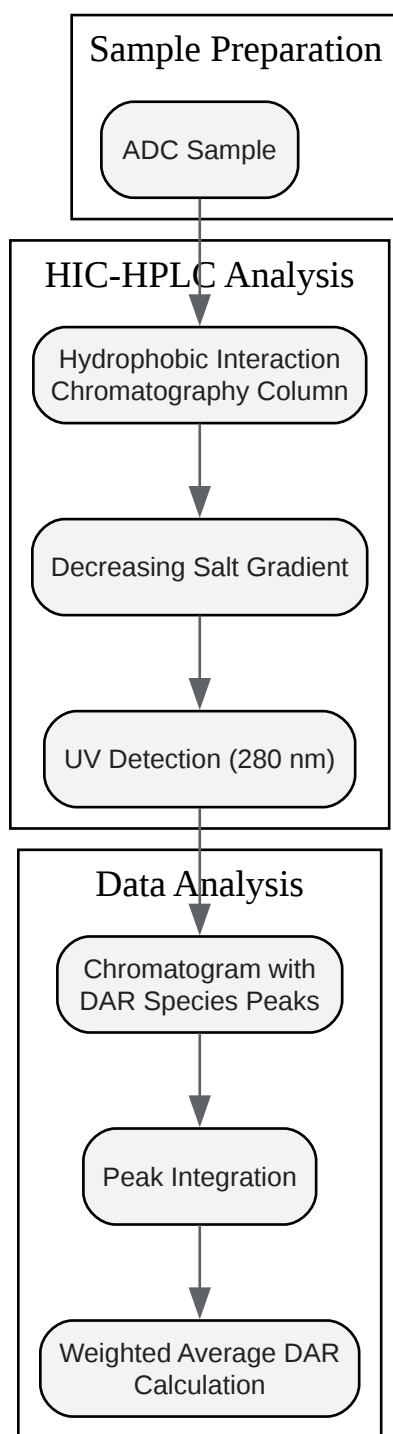 Sample Preparation
ADC Sample
HIC-HPLC Analysis
Hydrophobic Interaction
Chromatography Column
Decreasing Salt Gradient
UV Detection (280 nm)
Data Analysis
Chromatogram with
DAR Species Peaks
Peak Integration
Weighted Average DAR
Calculation